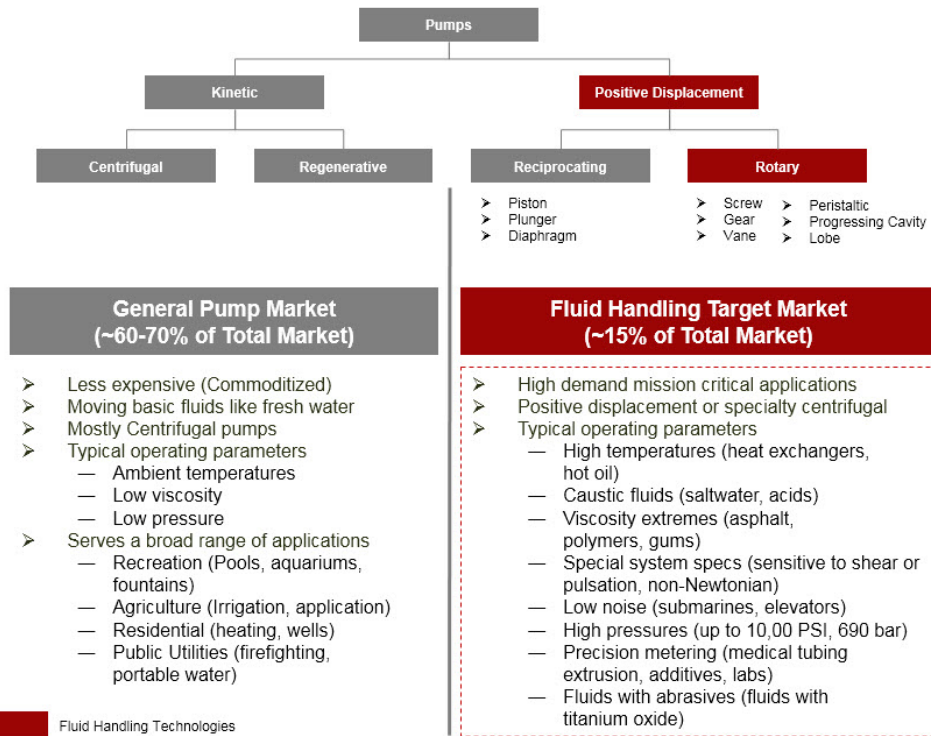 Pumps
Kinetic
Positive Displacement
Centrifugal
Regenerative
Reciprocating
Rotary
➢ Piston
➢ Plunger
➢ Diaphragm
➢ Screw
➢ Gear
➢ Vane
➢ Peristaltic
➢ Progressing Cavity
➢ Lobe
General Pump Market
(~60-70% of Total Market)
➢ Less expensive (Commoditized)
➢ Moving basic fluids like fresh water
➢ Mostly Centrifugal pumps
➢ Typical operating parameters
— Ambient temperatures
— Low viscosity
— Low pressure
➢ Serves a broad range of applications
— Recreation (Pools, aquariums,
fountains)
— Agriculture (Irrigation, application)
— Residential (heating, wells)
— Public Utilities (firefighting,
portable water)
Fluid Handling Target Market
(~15% of Total Market)
➢ High demand mission critical applications
➢ Positive displacement or specialty centrifugal
➢ Typical operating parameters
— High temperatures (heat exchangers,
hot oil)
— Caustic fluids (saltwater, acids)
— Viscosity extremes (asphalt,
polymers, gums)
— Special system specs (sensitive to shear or
pulsation, non-Newtonian)
— Low noise (submarines, elevators)
— High pressures (up to 10,00 PSI, 690 bar)
— Precision metering (medical tubing
extrusion, additives, labs)
— Fluids with abrasives (fluids with
titanium oxide)
Fluid Handling Technologies